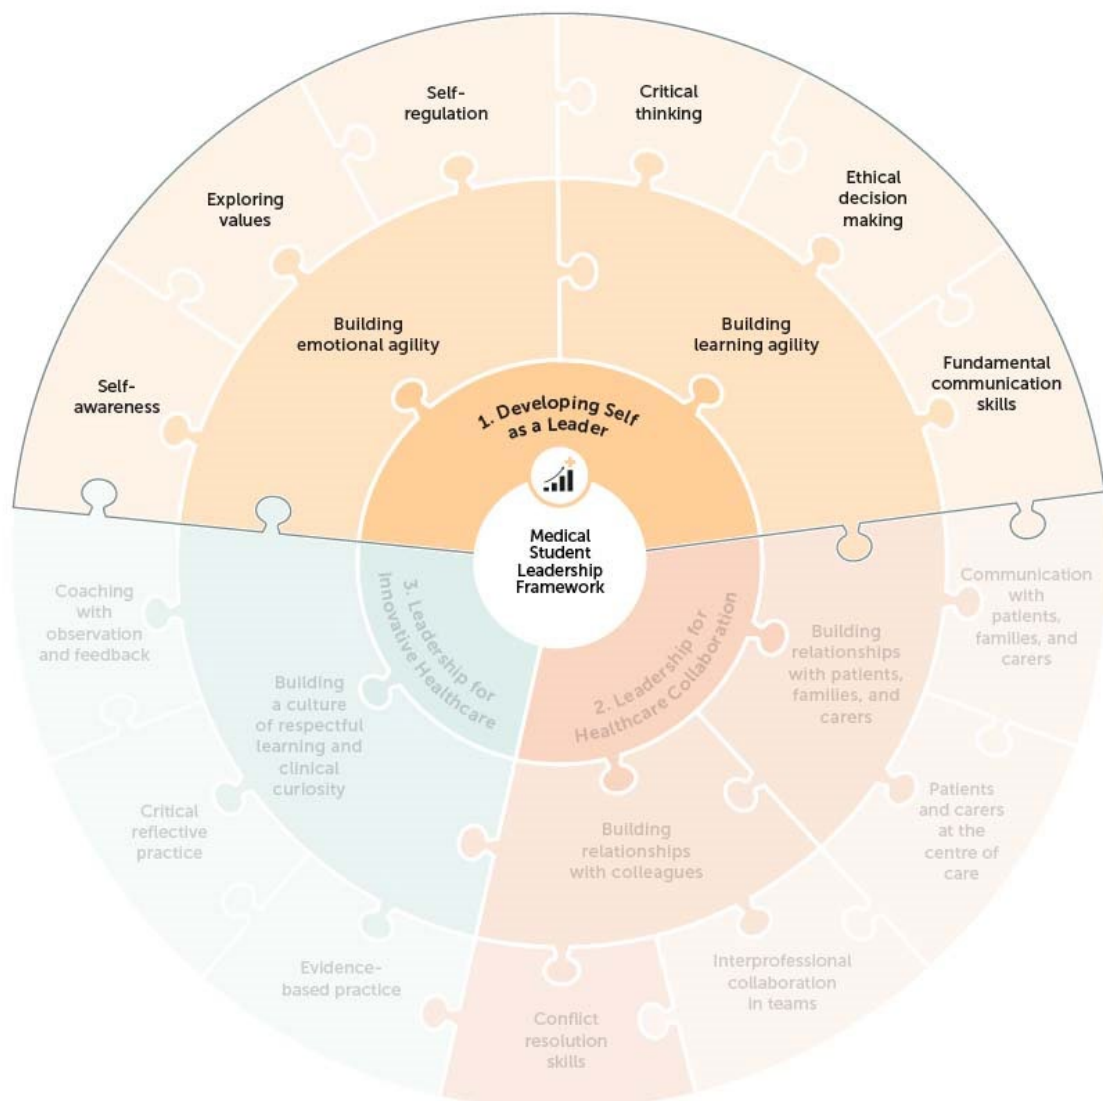 Self-
regulation
Critical
thinking
Exploring
values
Ethical
decision
making
Building
emotional agility
Building
learning agility
Self-
awareness
Fundamental
communication
skills
1. Developing Self
as a Leader
Medical
Student
Leadership
Framework
3. Leadership for
Innovative Healthcare
2. Leadership for
Healthcare Collaboration
Coaching
with
observation
and feedback
Communication
with
patients,
families, and
carers
Building
relationships
with patients,
families, and
carers
Building
a culture
of respectful
learning and
clinical
curiosity
Critical
reflective
practice
Building
relationships
with colleagues
Patients
and carers
at the
centre of
care
Evidence-
based practice
Interprofessional
collaboration
in teams
Conflict
resolution
skills